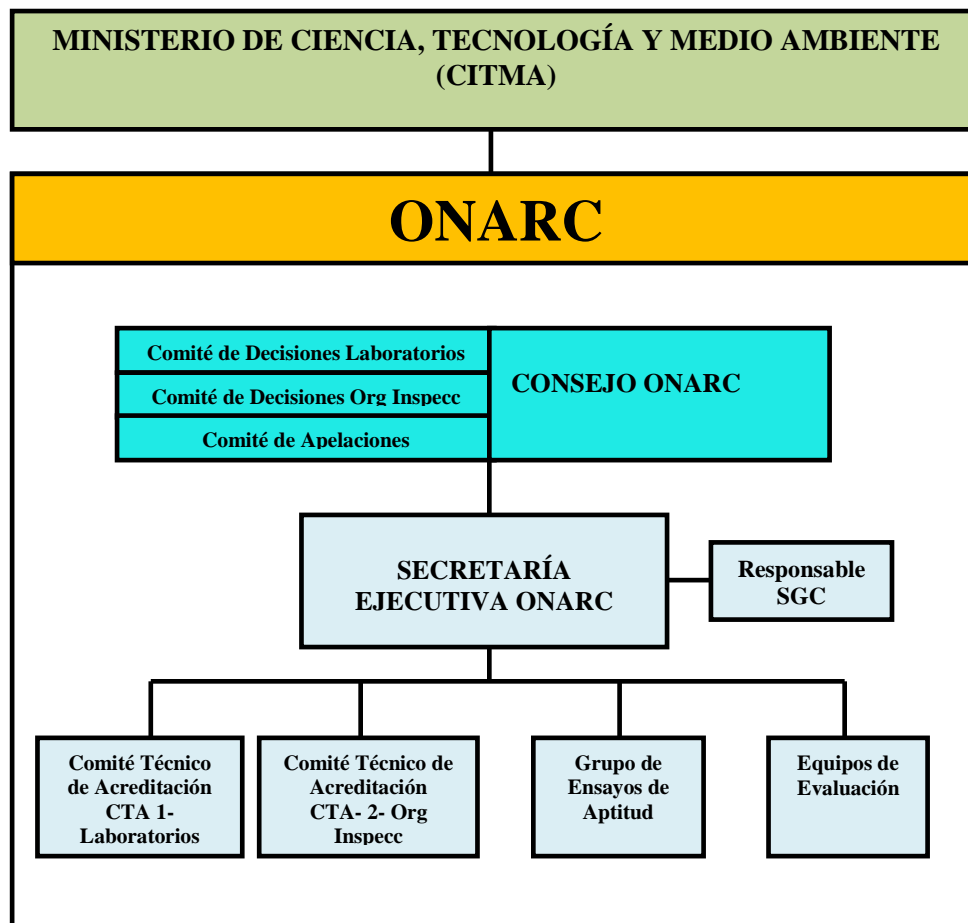 MINISTERIO DE CIENCIA, TECNOLOGÍA Y MEDIO AMBIENTE
(CITMA)
ONARC
Comité de Decisiones Laboratorios
Comité de Decisiones Org Inspecc
Comité de Apelaciones
CONSEJO ONARC
SECRETARÍA
EJECUTIVA ONARC
Responsable
SGC
Comité Técnico
de Acreditación
CTA 1-
Laboratorios
Comité Técnico de
Acreditación
CTA- 2- Org
Inspecc
Grupo de
Ensayos de
Aptitud
Equipos de
Evaluación